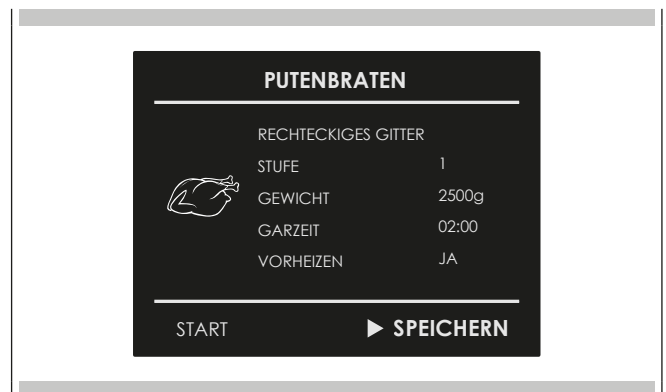 PUTENBRATEN
RECHTECKIGES GITTER
STUFE 1
GEWICHT 2500g
GARZEIT 02:00
VORHEIZEN JA
START ▶ SPEICHERN